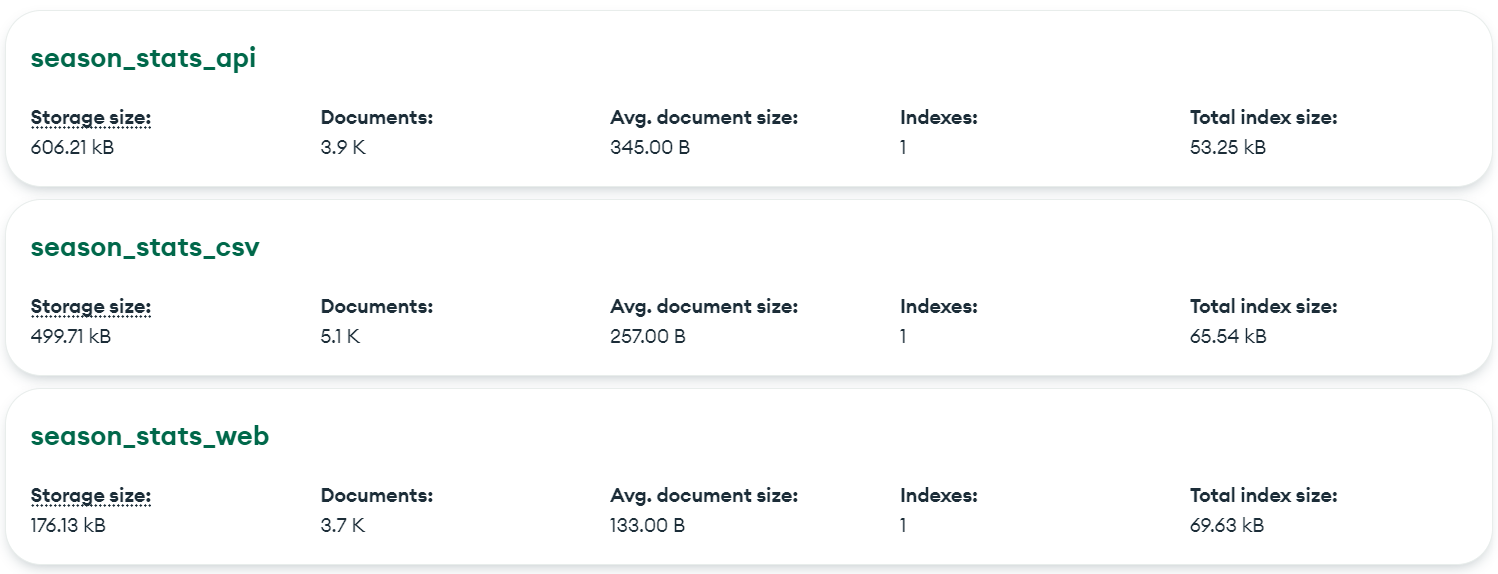 season_stats_api
Storage size: Documents: Avg. document size: Indexes: Total index size:
606.21 kB 3.9 K 345.00 B 1 53.25 kB
season_stats_csv
Storage size: Documents: Avg. document size: Indexes: Total index size:
499.71 kB 5.1 K 257.00 B 1 65.54 kB
season_stats_web
Storage size: Documents: Avg. document size: Indexes: Total index size:
176.13 kB 3.7 K 133.00 B 1 69.63 kB